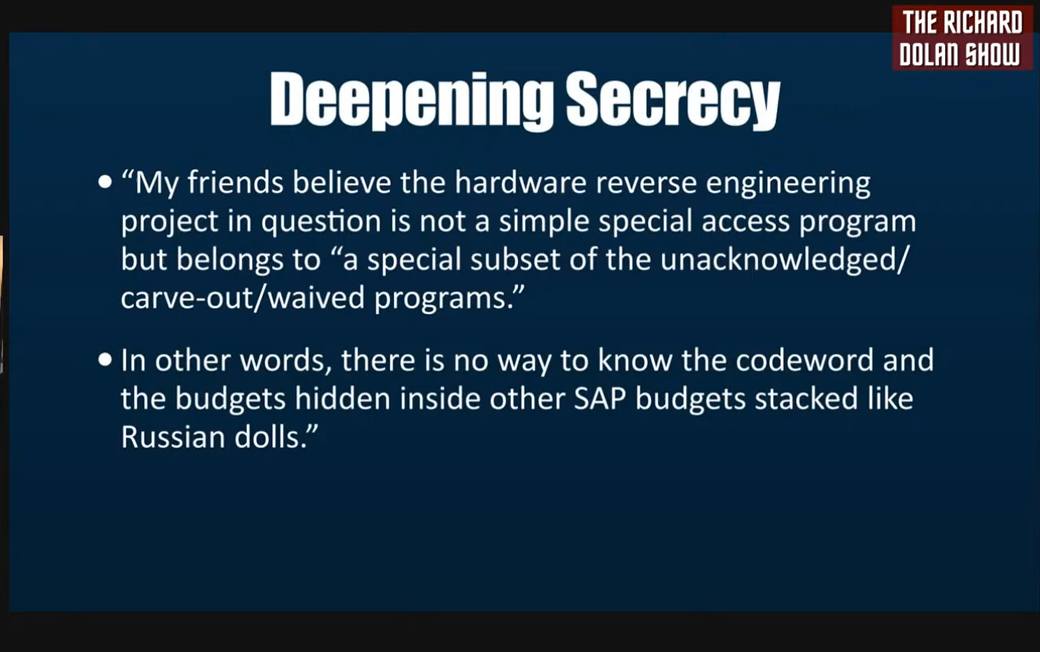 THE RICHARD
DOLAN SHOW
Deepening Secrecy
• “My friends believe the hardware reverse engineering
project in question is not a simple special access program
but belongs to “a special subset of the unacknowledged/
carve-out/waived programs.”
• In other words, there is no way to know the codeword and
the budgets hidden inside other SAP budgets stacked like
Russian dolls.”